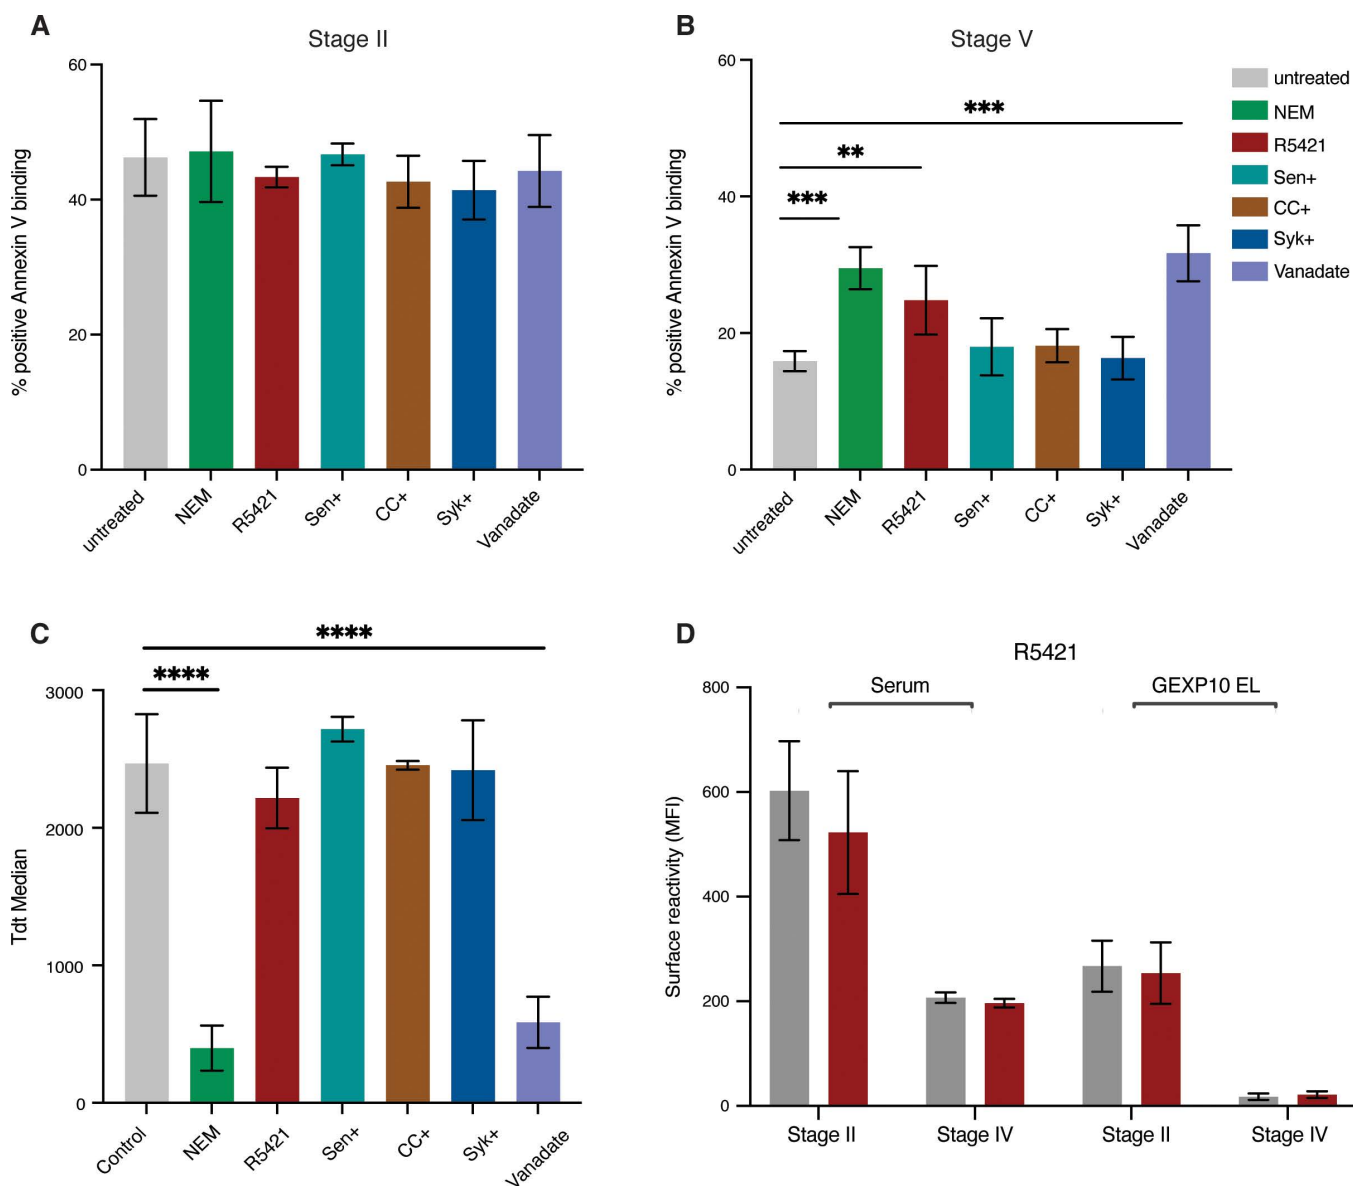 A
Stage II
% positive Annexin V binding
60
40
20
0
untreated
NEM
R5421
Sen+
CC+
Syk+
Vanadate
B
Stage V
% positive Annexin V binding
60
40
20
0
***
**
***
untreated
NEM
R5421
Sen+
CC+
Syk+
Vanadate
untreated
NEM
R5421
Sen+
CC+
Syk+
Vanadate
C
****
****
Tdt Median
3000
2000
1000
0
Control
NEM
R5421
Sen+
CC+
Syk+
Vanadate
D
R5421
Serum
GEXP10 EL
Surface reactivity (MFI)
800
600
400
200
0
Stage II
Stage IV
Stage II
Stage IV